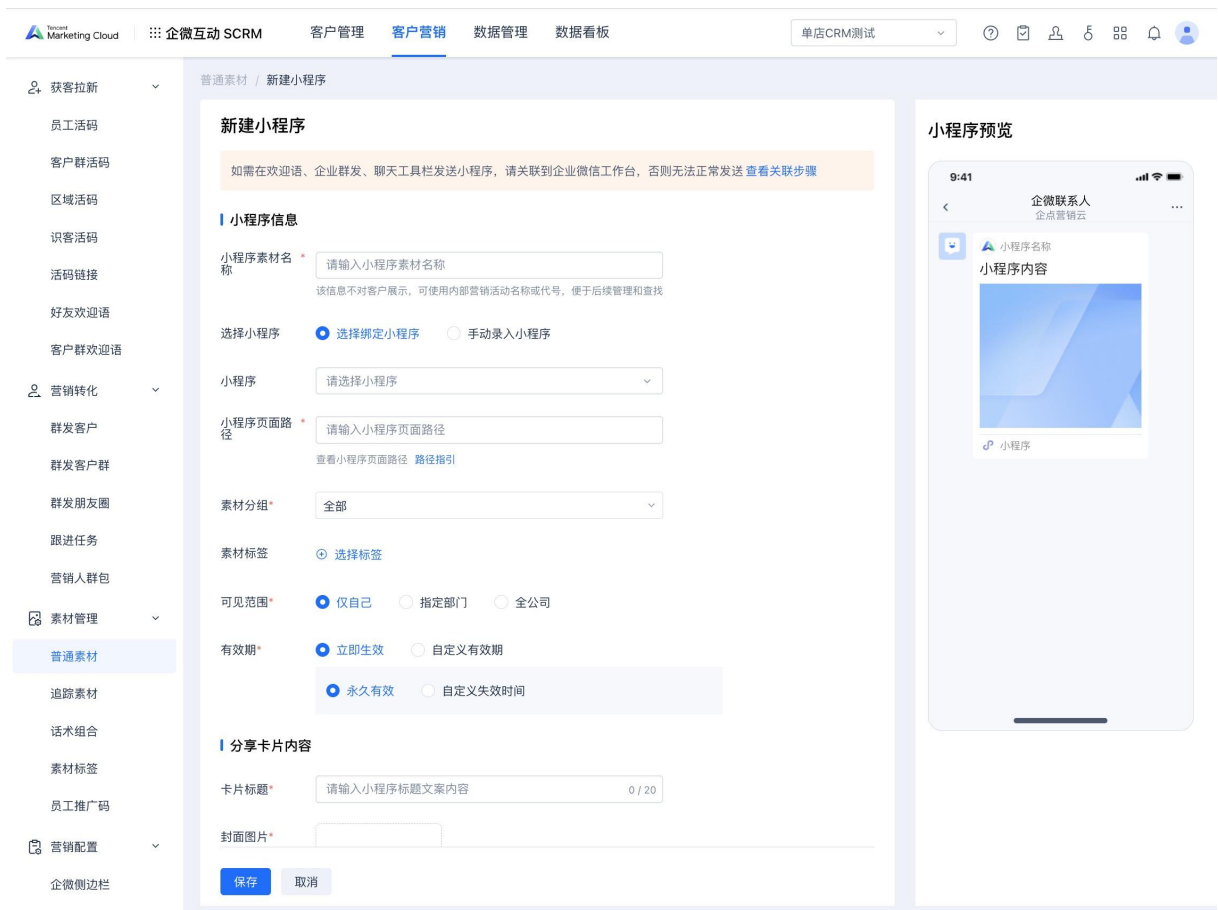 Tencent
Marketing Cloud
企微互动 SCRM
客户管理
客户营销
数据管理
数据看板
单店CRM测试
获客拉新
员工活码
客户群活码
区域活码
识客活码
活码链接
好友欢迎语
客户群欢迎语
营销转化
群发客户
群发客户群
群发朋友圈
跟进任务
营销人群包
素材管理
普通素材
追踪素材
话术组合
素材标签
员工推广码
营销配置
企微侧边栏
普通素材 / 新建小程序
新建小程序
如需在欢迎语、企业群发、聊天工具栏发送小程序，请关联到企业微信工作台，否则无法正常发送 查看关联步骤
小程序信息
小程序素材名称 *
请输入小程序素材名称
该信息不对客户展示，可使用内部营销活动名称或代号，便于后续管理和查找
选择小程序
选择绑定小程序
手动录入小程序
小程序
请选择小程序
小程序页面路径 *
请输入小程序页面路径
查看小程序页面路径 路径指引
素材分组*
全部
素材标签
选择标签
可见范围*
仅自己
指定部门
全公司
有效期*
立即生效
自定义有效期
永久有效
自定义失效时间
分享卡片内容
卡片标题*
请输入小程序标题文案内容
0 / 20
封面图片*
保存
取消
小程序预览
9:41
企微联系人
企点营销云
小程序名称
小程序内容
小程序